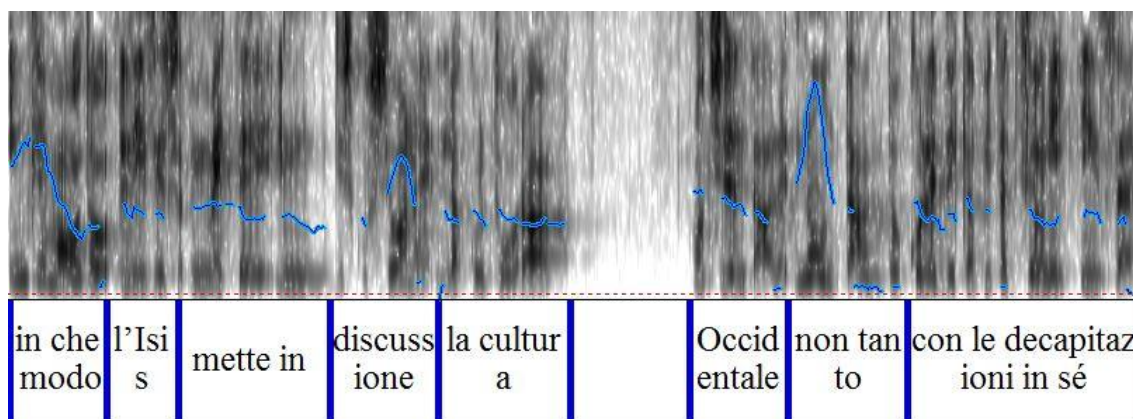 in che
modo
l’Isi
s
mette in
discuss
ione
la cultur
a
Occid
entale
non tan
to
con le decapitaz
ioni in sé